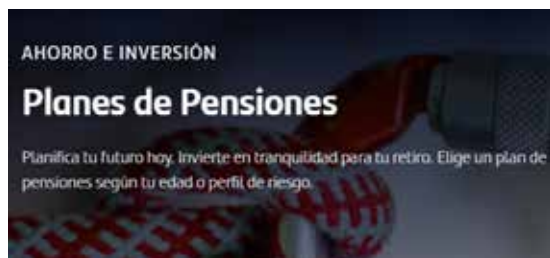 AHORRO E INVERSIÓN
Planes de Pensiones
Planifica tu futuro hoy. Invierte en tranquilidad para tu retiro. Elige un plan de
pensiones según tu edad o perfil de riesgo.